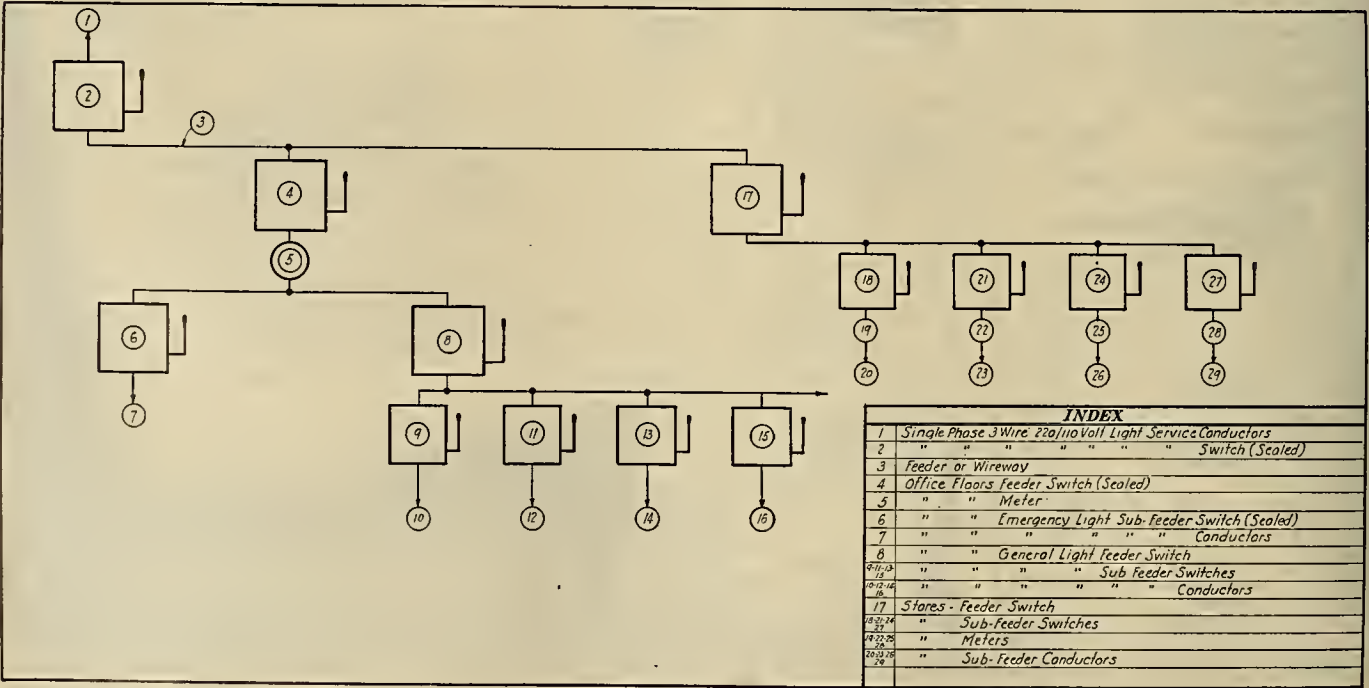 1
2
3
4
17
5
18 21 24 27
6
8
19 22 25 28
20 23 26 29
7
9 11 13 15
10 12 14 16
INDEX
1 Single Phase 3 Wire 220/110 Volt Light Service Conductors
2 " " " " " " " Switch (Sealed)
3 Feeder or Wireway
4 Office Floors Feeder Switch (Sealed)
5 " " Meter
6 " " Emergency Light Sub-Feeder Switch (Sealed)
7 " " " " " " Conductors
8 " " General Light Feeder Switch
9-11-13-15 " " " " Sub Feeder Switches
10-12-14-16 " " " " " " Conductors
17 Stores - Feeder Switch
18-21-24-27 " Sub-Feeder Switches
19-22-25-28 " Meters
20-23-26-29 " Sub-Feeder Conductors